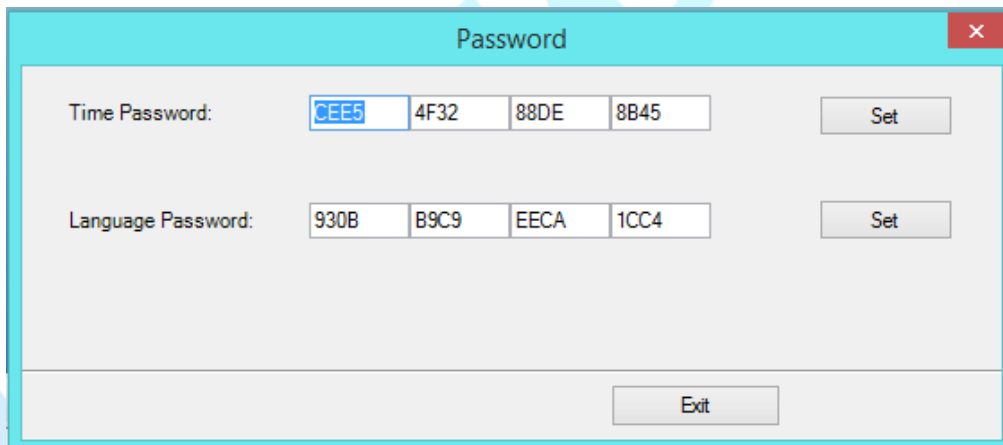 Password
Time Password: CEE5 4F32 88DE 8B45 Set
Language Password: 930B B9C9 EECA 1CC4 Set
Exit